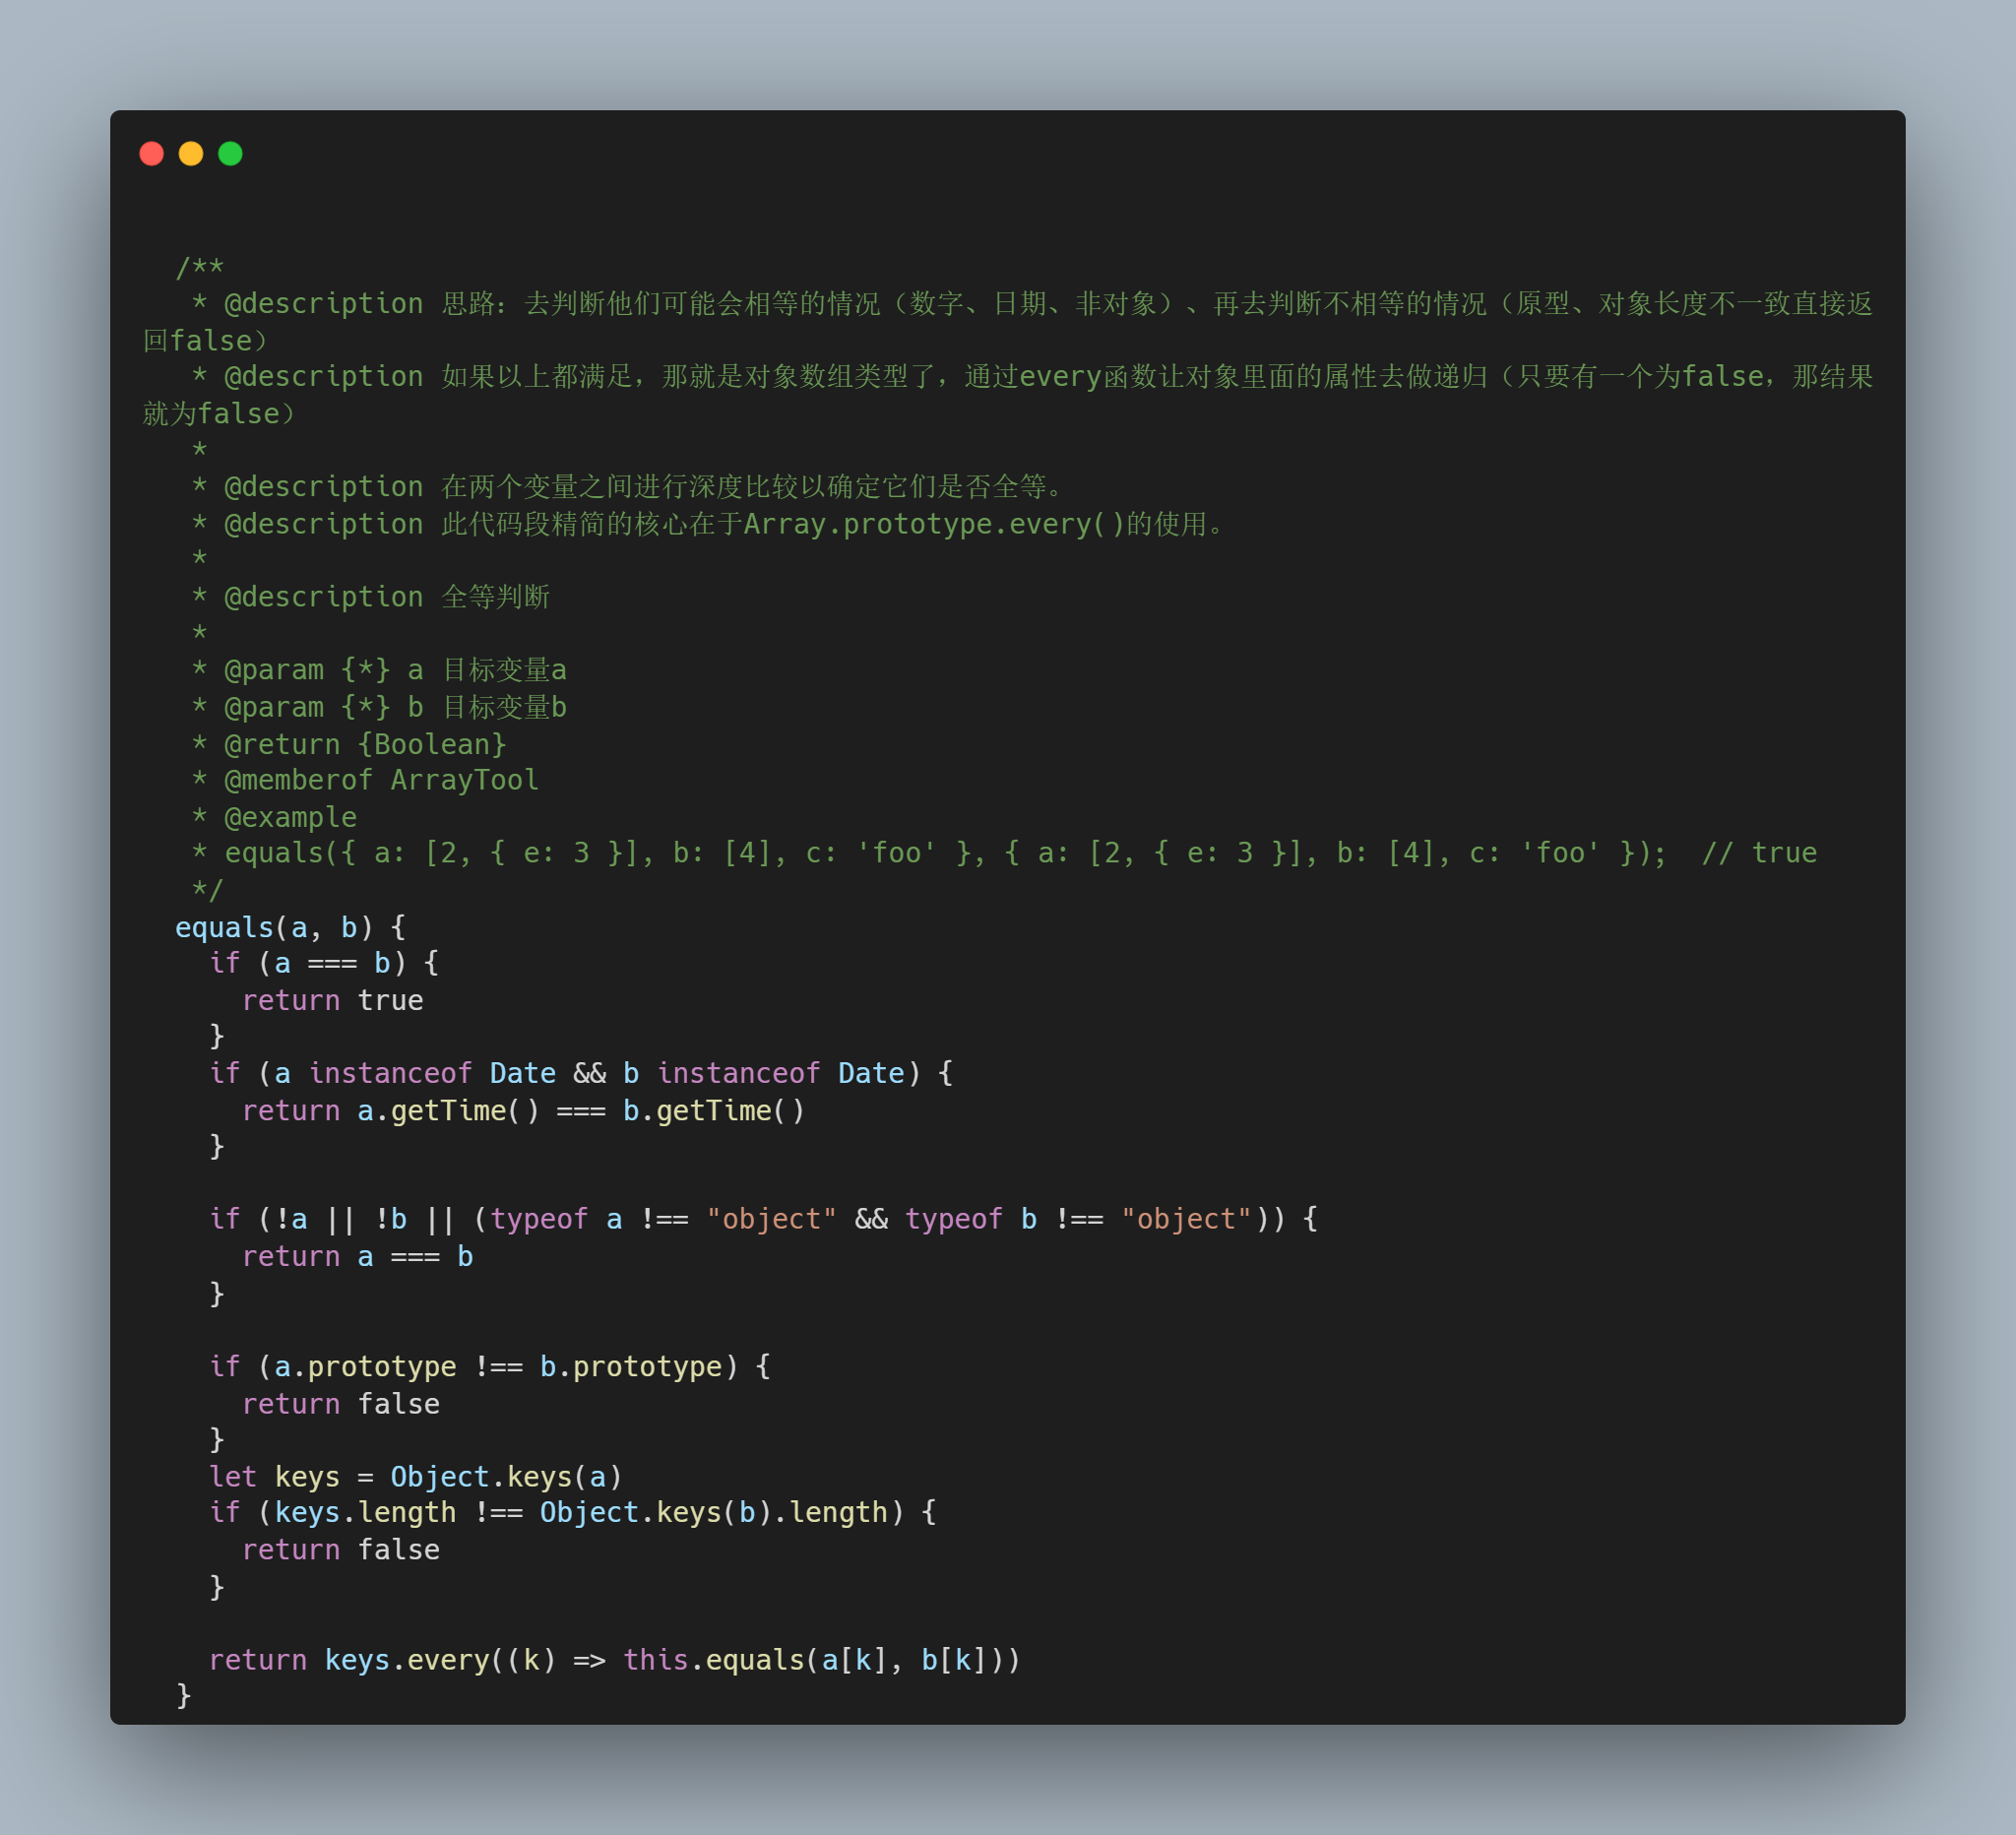 /**
 * @description 思路：去判断他们可能会相等的情况（数字、日期、非对象）、再去判断不相等的情况（原型、对象长度不一致直接返
回false）
 * @description 如果以上都满足，那就是对象数组类型了，通过every函数让对象里面的属性去做递归（只要有一个为false，那结果
就为false）
 *
 * @description 在两个变量之间进行深度比较以确定它们是否全等。
 * @description 此代码段精简的核心在于Array.prototype.every()的使用。
 *
 * @description 全等判断
 *
 * @param {*} a 目标变量a
 * @param {*} b 目标变量b
 * @return {Boolean}
 * @memberof ArrayTool
 * @example
 * equals({ a: [2, { e: 3 }], b: [4], c: 'foo' }, { a: [2, { e: 3 }], b: [4], c: 'foo' });  // true
 */
equals(a, b) {
  if (a === b) {
    return true
  }
  if (a instanceof Date && b instanceof Date) {
    return a.getTime() === b.getTime()
  }
  if (!a || !b || (typeof a !== "object" && typeof b !== "object")) {
    return a === b
  }
  if (a.prototype !== b.prototype) {
    return false
  }
  let keys = Object.keys(a)
  if (keys.length !== Object.keys(b).length) {
    return false
  }
  return keys.every((k) => this.equals(a[k], b[k]))
}